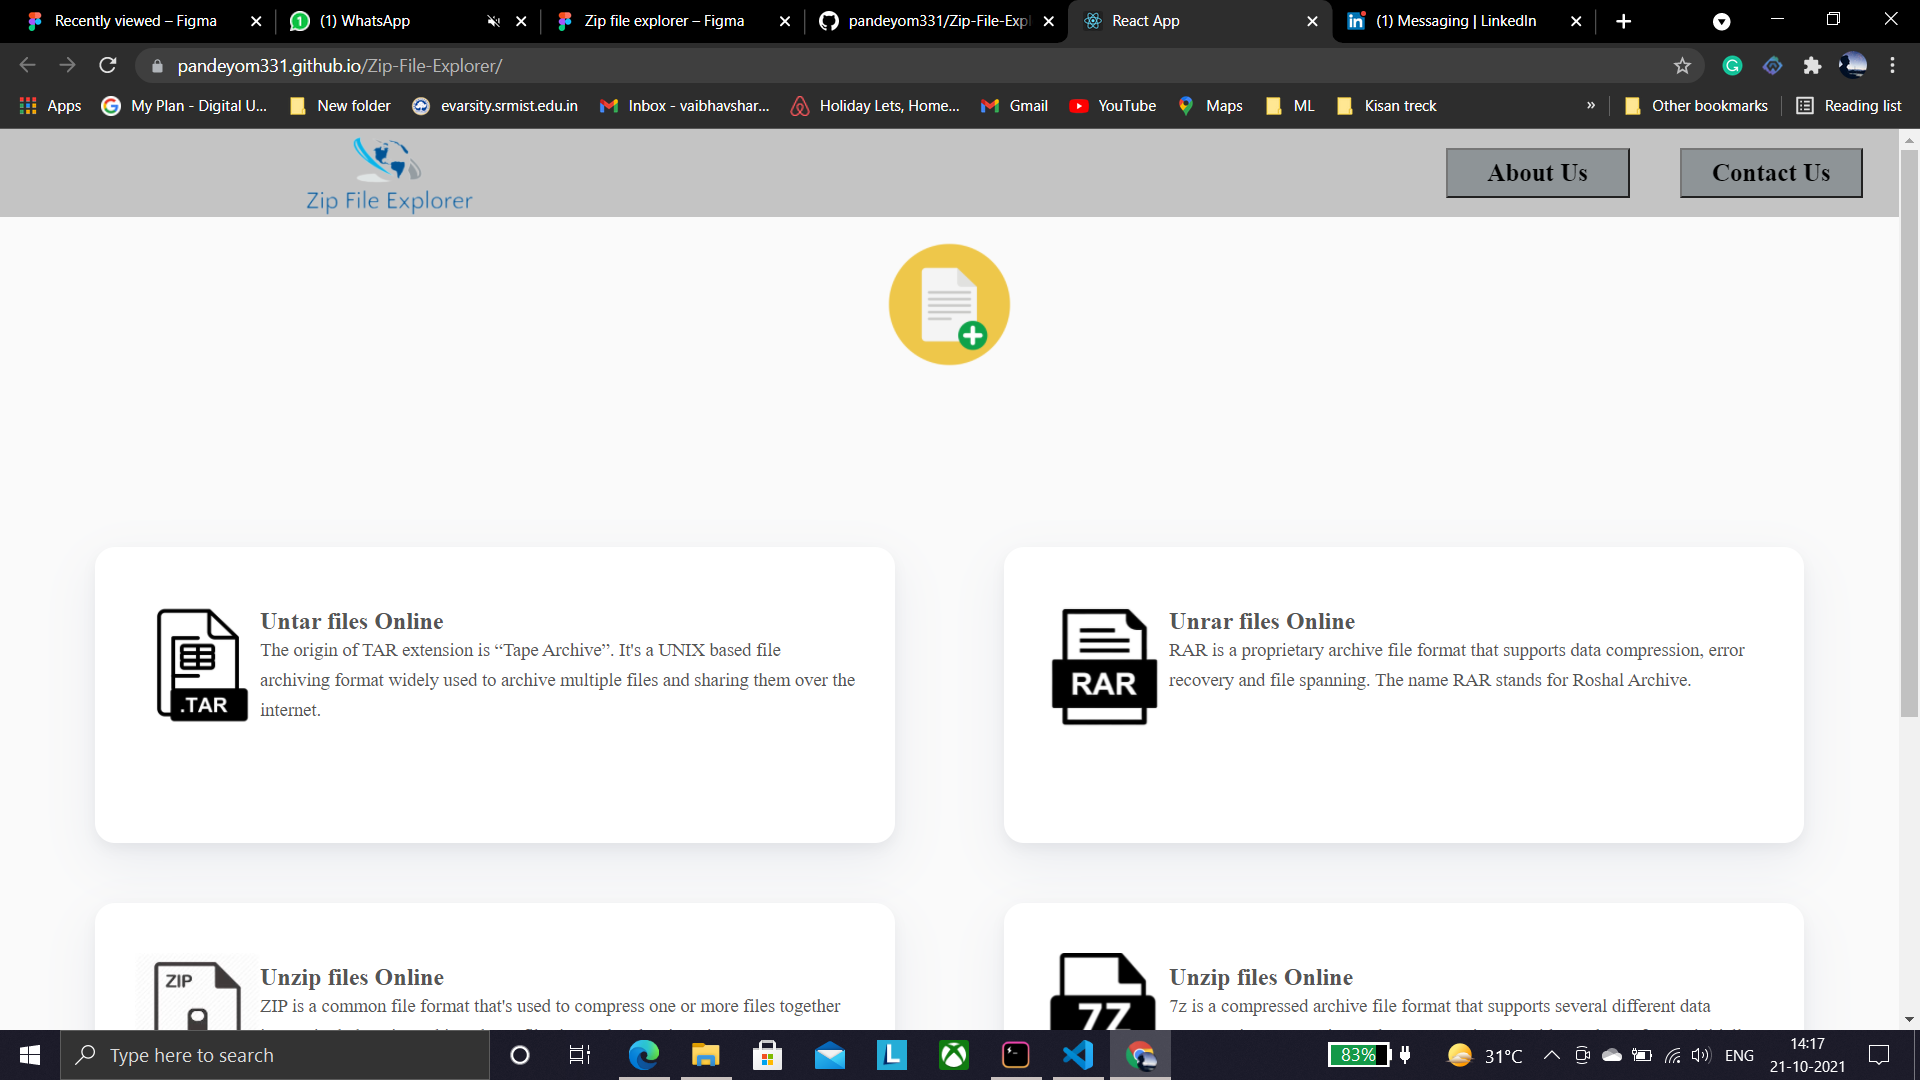 Recently viewed – Figma
(1) WhatsApp
Zip file explorer – Figma
pandeyom331/Zip-File-Expl
React App
(1) Messaging | LinkedIn
pandeyom331.github.io/Zip-File-Explorer/
Apps
My Plan - Digital U...
New folder
evarsity.srmist.edu.in
Inbox - vaibhavshar...
Holiday Lets, Home...
Gmail
YouTube
Maps
ML
Kisan treck
»
Other bookmarks
Reading list
Zip File Explorer
About Us
Contact Us
.TAR
Untar files Online
The origin of TAR extension is “Tape Archive”. It's a UNIX based file
archiving format widely used to archive multiple files and sharing them over the
internet.
RAR
Unrar files Online
RAR is a proprietary archive file format that supports data compression, error
recovery and file spanning. The name RAR stands for Roshal Archive.
ZIP
Unzip files Online
ZIP is a common file format that's used to compress one or more files together
7Z
Unzip files Online
7z is a compressed archive file format that supports several different data
Type here to search
L
83%
31°C
ENG
14:17
21-10-2021